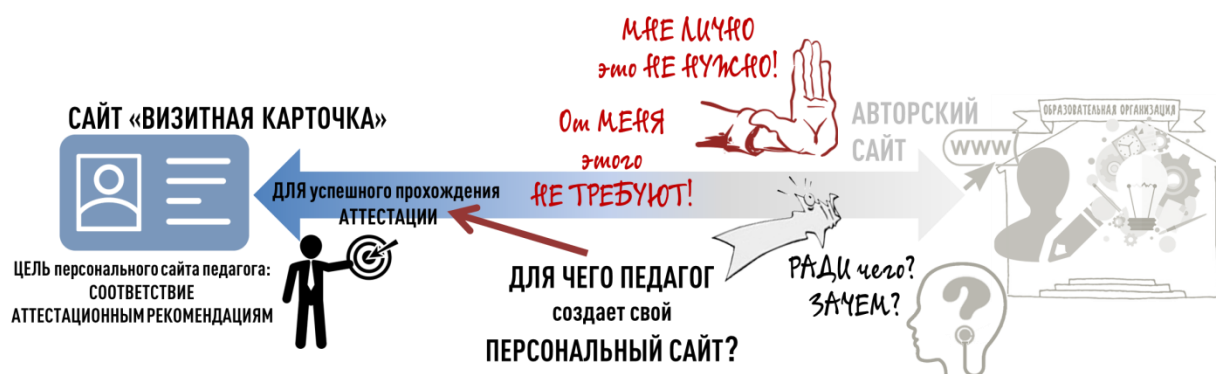 МНЕ ЛИЧНО
это НЕ НУЖНО!
САЙТ «ВИЗИТНАЯ КАРТОЧКА»
От МЕНЯ
этого
НЕ ТРЕБУЮТ!
АВТОРСКИЙ
САЙТ
ОБРАЗОВАТЕЛЬНАЯ ОРГАНИЗАЦИЯ
www
ДЛЯ успешного прохождения
АТТЕСТАЦИИ
ЦЕЛЬ персонального сайта педагога:
СООТВЕТСТВИЕ
АТТЕСТАЦИОННЫМ РЕКОМЕНДАЦИЯМ
ДЛЯ ЧЕГО ПЕДАГОГ
создает свой
ПЕРСОНАЛЬНЫЙ САЙТ?
РАДИ чего?
ЗАЧЕМ?
?